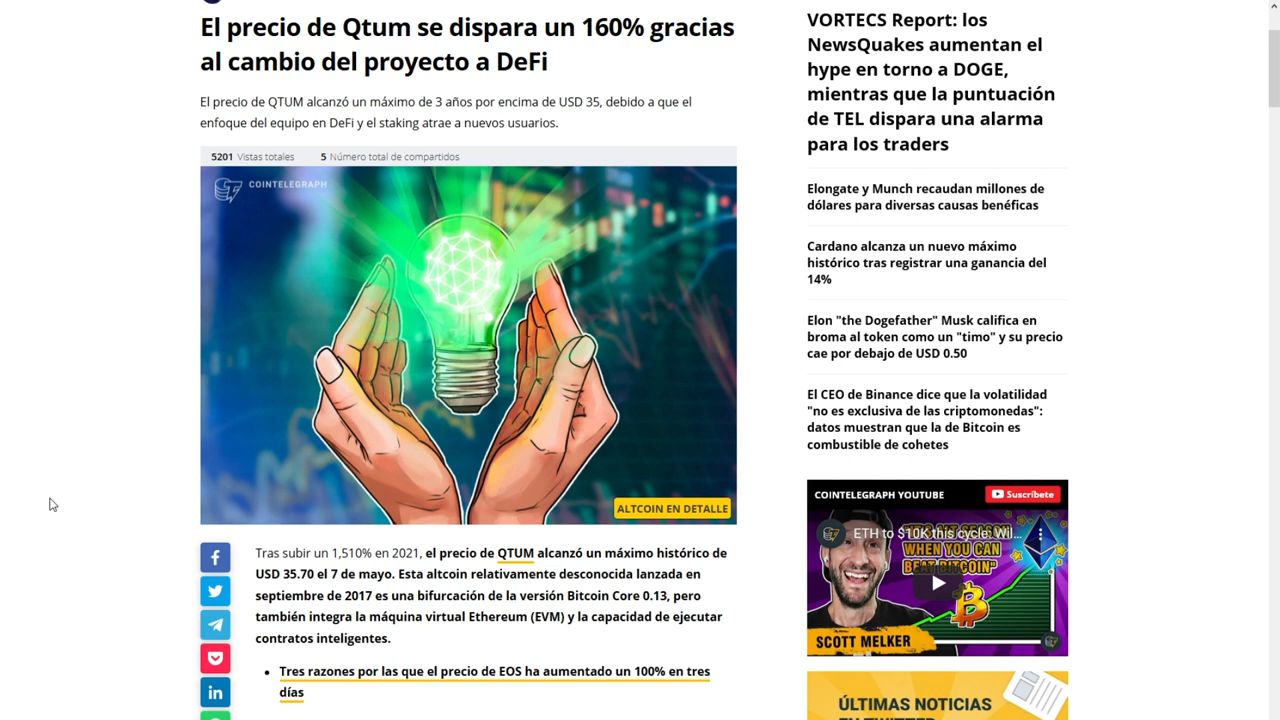 El precio de Qtum se dispara un 160% gracias
al cambio del proyecto a DeFi
El precio de QTUM alcanzó un máximo de 3 años por encima de USD 35, debido a que el
enfoque del equipo en DeFi y el staking atrae a nuevos usuarios.
5201 Vistas totales 5 Número total de compartidos
COINTELEGRAPH
ALTCOIN EN DETALLE
Tras subir un 1,510% en 2021, el precio de QTUM alcanzó un máximo histórico de
USD 35.70 el 7 de mayo. Esta altcoin relativamente desconocida lanzada en
septiembre de 2017 es una bifurcación de la versión Bitcoin Core 0.13, pero
también integra la máquina virtual Ethereum (EVM) y la capacidad de ejecutar
contratos inteligentes.
Tres razones por las que el precio de EOS ha aumentado un 100% en tres
días
VORTECS Report: los
NewsQuakes aumentan el
hype en torno a DOGE,
mientras que la puntuación
de TEL dispara una alarma
para los traders
Elongate y Munch recaudan millones de
dólares para diversas causas benéficas
Cardano alcanza un nuevo máximo
histórico tras registrar una ganancia del
14%
Elon "the Dogefather" Musk califica en
broma al token como un "timo" y su precio
cae por debajo de USD 0.50
El CEO de Binance dice que la volatilidad
"no es exclusiva de las criptomonedas":
datos muestran que la de Bitcoin es
combustible de cohetes
COINTELEGRAPH YOUTUBE
Suscríbete
ETH to $10K this cycle. Wil...
SEASON
WHEN YOU CAN
BEAT BITCOIN"
SCOTT MELKER
ÚLTIMAS NOTICIAS
EN TWITTER